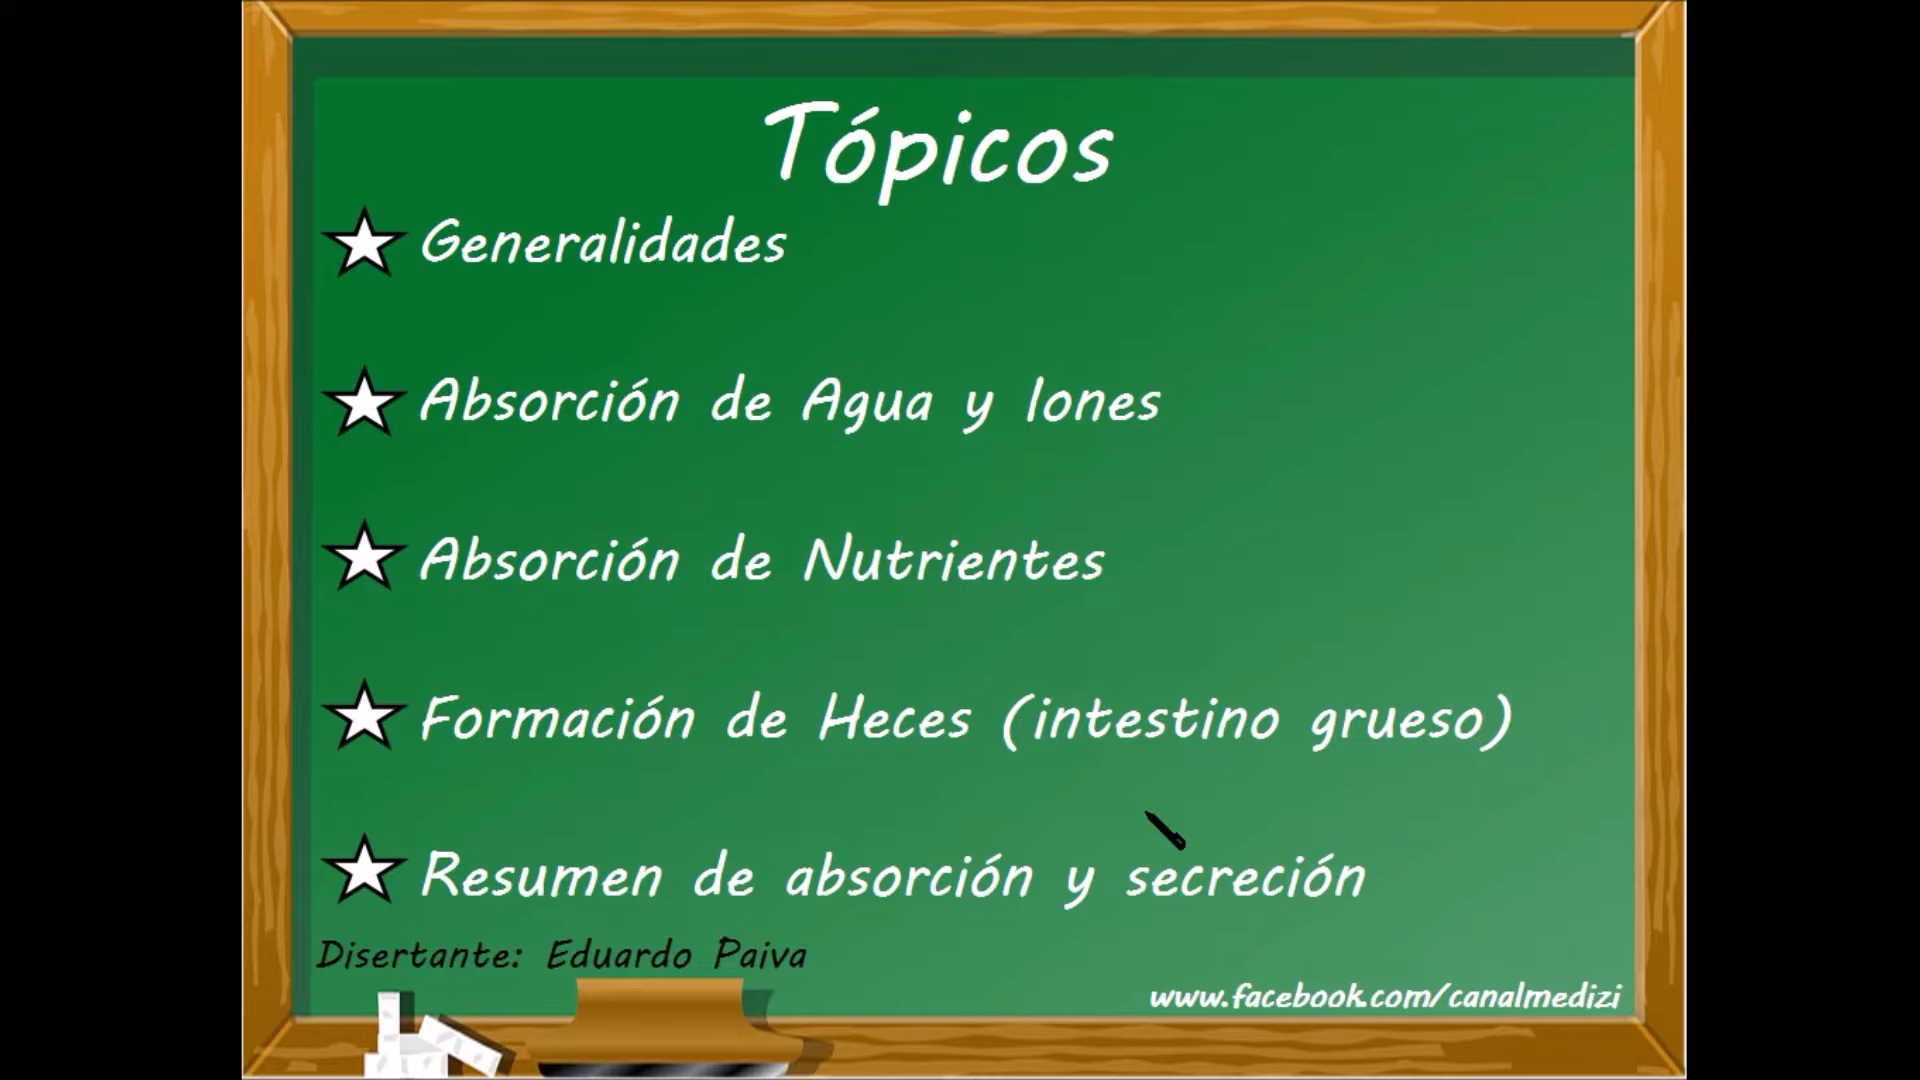 Tópicos
Generalidades
Absorción de Agua y Iones
Absorción de Nutrientes
Formación de Heces (intestino grueso)
Resumen de absorción y secreción
Disertante: Eduardo Paiva
www.facebook.com/canalmedizi